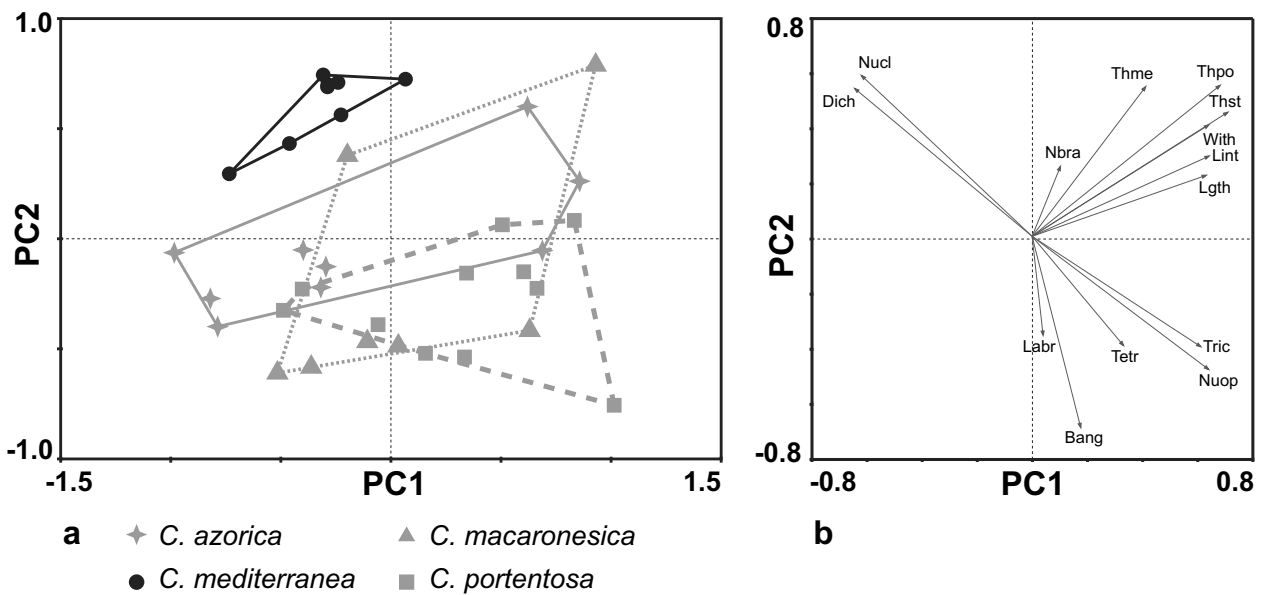 1.0
PC2
-1.0
-1.5
PC1
1.5
a
C. azorica
C. macaronesica
C. mediterranea
C. portentosa
0.8
Nucl
Dich
Thme
Thpo
Thst
With
Lint
Lgth
Nbra
PC2
Labr
Tetr
Tric
Nuop
Bang
-0.8
-0.8
PC1
0.8
b